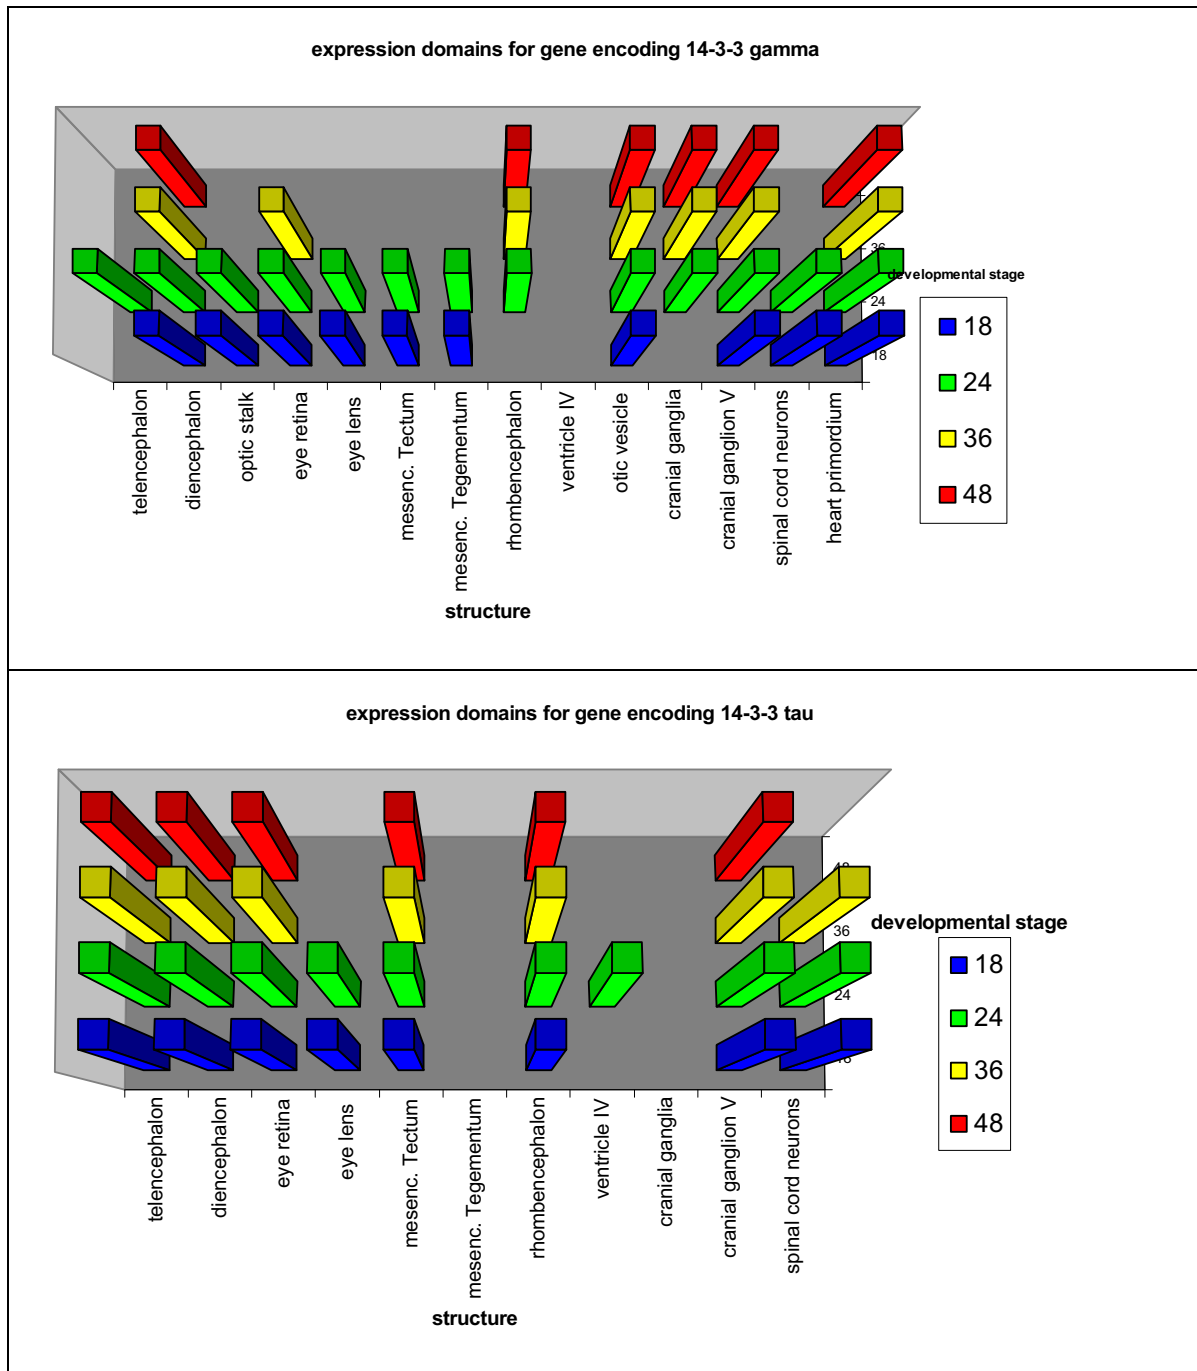 expression domains for gene encoding 14-3-3 gamma
36
24
18
developmental stage
18
24
36
48
telencephalon
diencephalon
optic stalk
eye retina
eye lens
mesenc. Tectum
mesenc. Tegementum
rhombencephalon
ventricle IV
otic vesicle
cranial ganglia
cranial ganglion V
spinal cord neurons
heart primordium
structure
expression domains for gene encoding 14-3-3 tau
48
36
24
18
developmental stage
18
24
36
48
telencephalon
diencephalon
eye retina
eye lens
mesenc. Tectum
mesenc. Tegementum
rhombencephalon
ventricle IV
cranial ganglia
cranial ganglion V
spinal cord neurons
structure